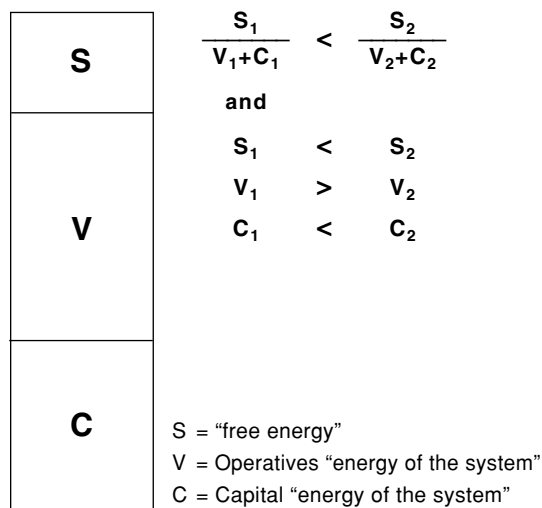 S
V
C
S₁ < S₂
V₁+C₁ V₂+C₂
and
S₁ < S₂
V₁ > V₂
C₁ < C₂
S = “free energy”
V = Operatives “energy of the system”
C = Capital “energy of the system”